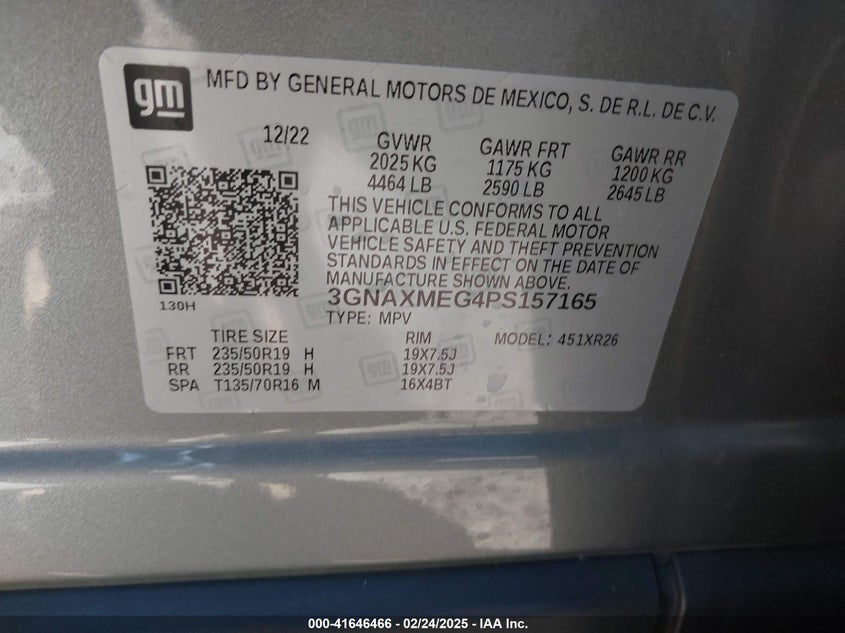 gm
MFD BY GENERAL MOTORS DE MEXICO, S. DE R.L. DE C.V.
12/22
GVWR GAWR FRT GAWR RR
2025 KG 1175 KG 1200 KG
4464 LB 2590 LB 2645 LB
THIS VEHICLE CONFORMS TO ALL
APPLICABLE U.S. FEDERAL MOTOR
VEHICLE SAFETY AND THEFT PREVENTION
STANDARDS IN EFFECT ON THE DATE OF
MANUFACTURE SHOWN ABOVE.
3GNAXMEG4PS157165
130H
TYPE: MPV
TIRE SIZE RIM MODEL: 451XR26
FRT 235/50R19 H 19X7.5J
RR 235/50R19 H 19X7.5J
SPA T135/70R16 M 16X4BT
000-41646466 - 02/24/2025 - IAA Inc.